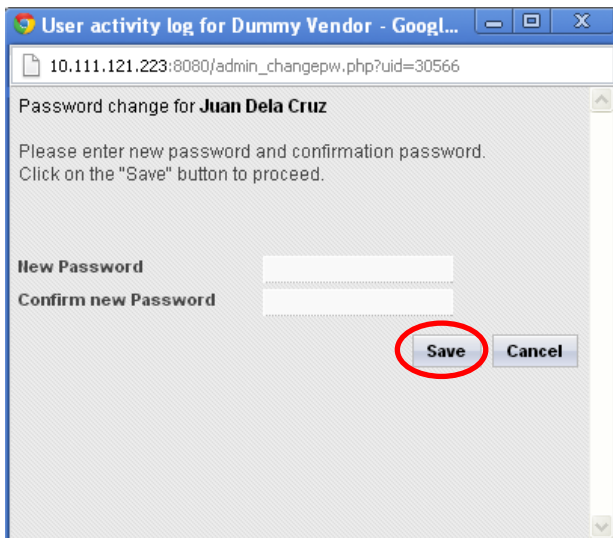 User activity log for Dummy Vendor - Googl...
10.111.121.223:8080/admin_changepw.php?uid=30566
Password change for Juan Dela Cruz
Please enter new password and confirmation password.
Click on the "Save" button to proceed.
New Password
Confirm new Password
Save Cancel